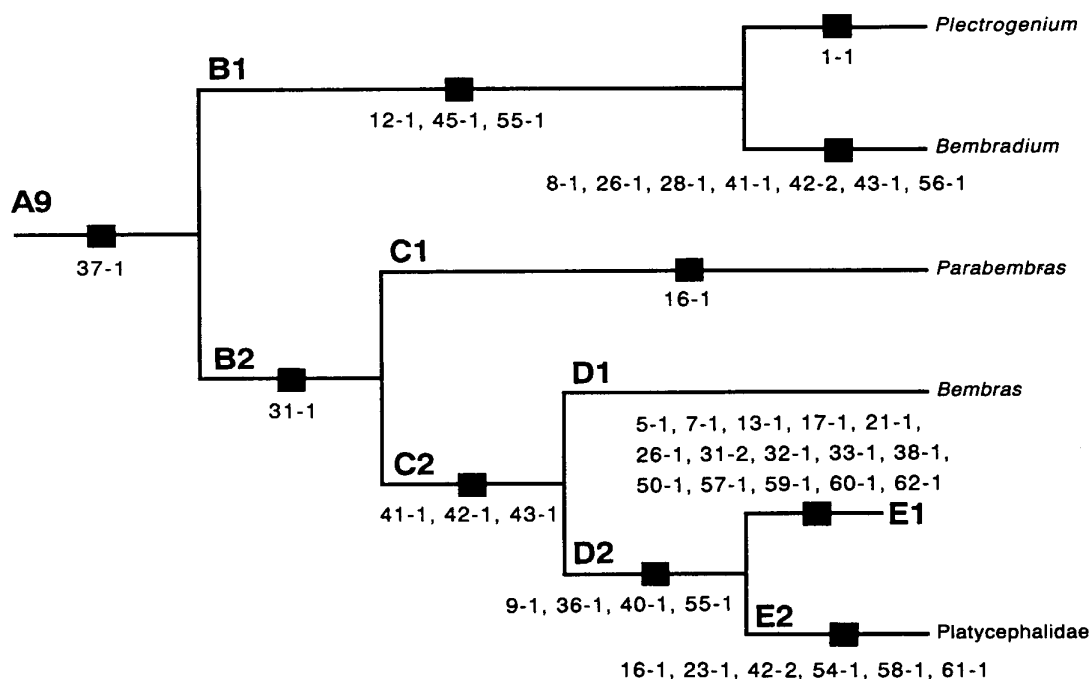 Plectrogenium
1-1
B1
12-1, 45-1, 55-1
Bembradium
8-1, 26-1, 28-1, 41-1, 42-2, 43-1, 56-1
A9
37-1
C1
Parabembras
16-1
B2
31-1
D1
Bembras
5-1, 7-1, 13-1, 17-1, 21-1,
26-1, 31-2, 32-1, 33-1, 38-1,
50-1, 57-1, 59-1, 60-1, 62-1
C2
41-1, 42-1, 43-1
E1
D2
9-1, 36-1, 40-1, 55-1
E2
Platycephalidae
16-1, 23-1, 42-2, 54-1, 58-1, 61-1